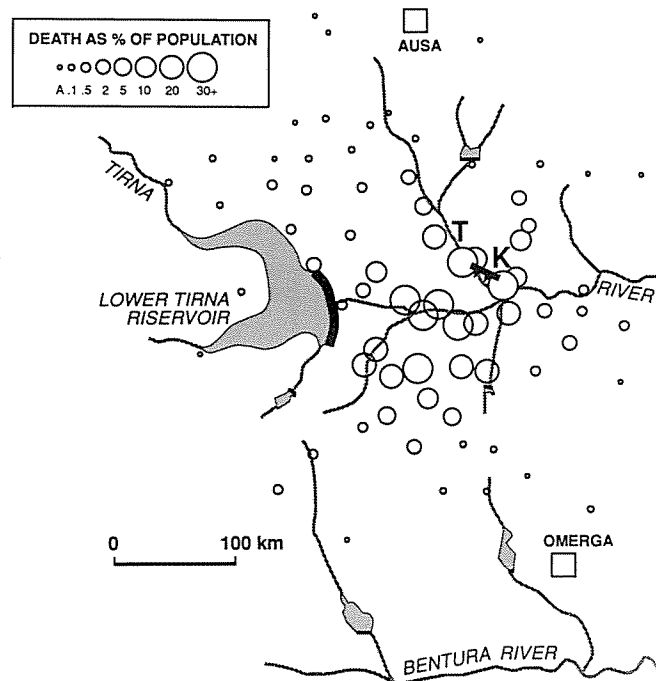 DEATH AS % OF POPULATION
A .1 .5 2 5 10 20 30+
AUSA
TIRNA
T
K
LOWER TIRNA
RISERVOIR
RIVER
0 100 km
OMERGA
BENTURA RIVER